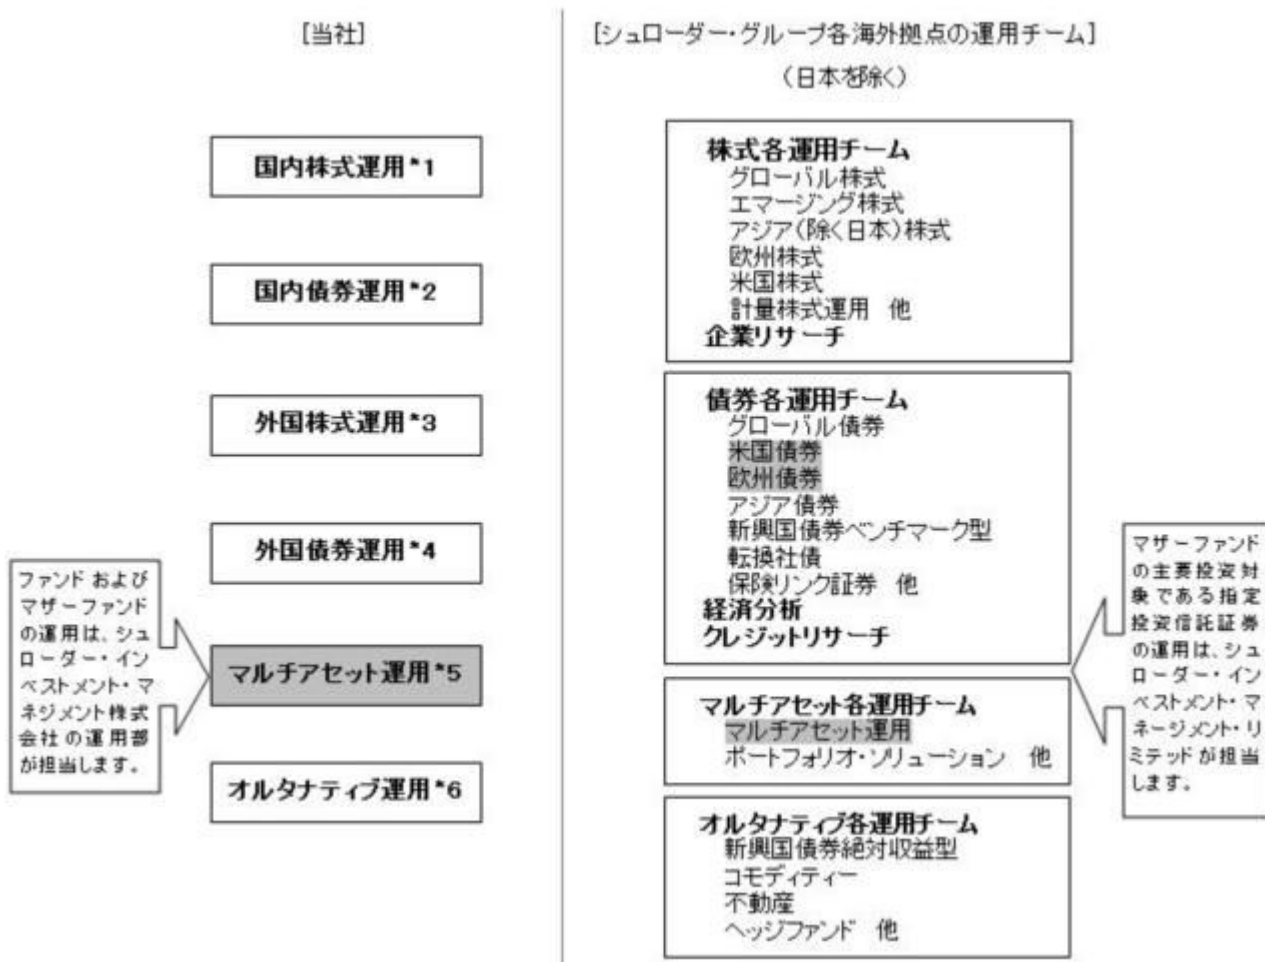 [当社]
[シュローダー・グループ各海外拠点の運用チーム]
(日本を除く)
国内株式運用*1
国内債券運用*2
外国株式運用*3
外国債券運用*4
マルチアセット運用*5
オルタナティブ運用*6
ファンドおよび
マザーファンド
の運用は、シュ
ローダー・イン
ベストメント・マ
ネジメント株式
会社の運用部
が担当します。
株式各運用チーム
グローバル株式
エマージング株式
アジア(除く日本)株式
欧州株式
米国株式
計量株式運用 他
企業リサーチ
債券各運用チーム
グローバル債券
米国債券
欧州債券
アジア債券
新興国債券ベンチマーク型
転換社債
保険リンク証券 他
経済分析
クレジットリサーチ
マルチアセット各運用チーム
マルチアセット運用
ポートフォリオ・ソリューション 他
オルタナティブ各運用チーム
新興国債券絶対収益型
コモディティー
不動産
ヘッジファンド 他
マザーファンド
の主要投資対
象である指定
投資信託証券
の運用は、シュ
ローダー・イン
ベストメント・マ
ネージメント・リ
ミテッドが担当
します。